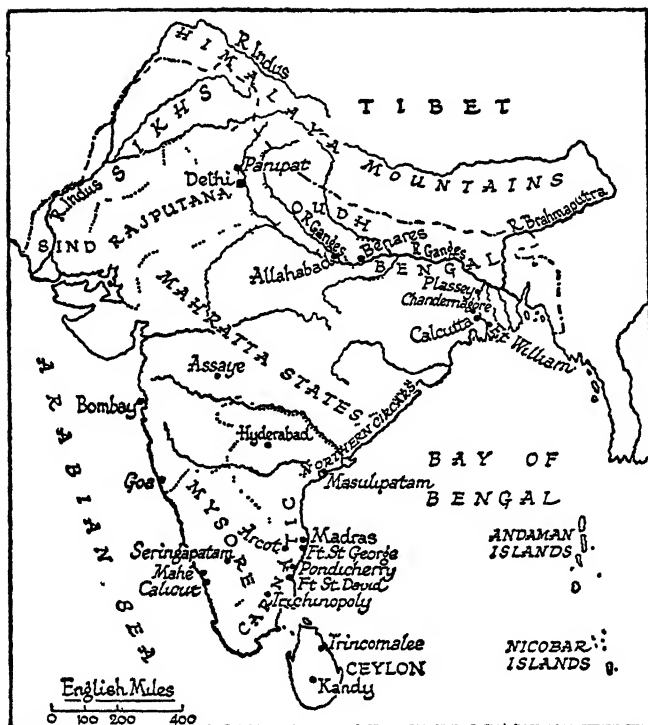 R Indus
HIMALAYA MOUNTAINS
TIBET
SIKHS
R. Indus
Panipat
Delhi
RAJPUTANA
SIND
OUDH
R Ganges
Benares
R Ganges
R Brahmaputra
Allahabad
BENGAL
Plassey
Chandernagore
Calcutta
Ft William
MAHRATTA STATES
Assaye
Bombay
NORTHERN CIRCARS
Hyderabad
ARABIAN SEA
BAY OF
BENGAL
Masulipatam
Goa
MYSORE
CARNATIC
Arcot
Madras
Ft. St George
Pondicherry
Ft St David
Trichinopoly
Seringapatam
Mahé
Calicut
ANDAMAN
ISLANDS
NICOBAR
ISLANDS
Trincomalee
CEYLON
Kandy
English Miles
0 100 200 400